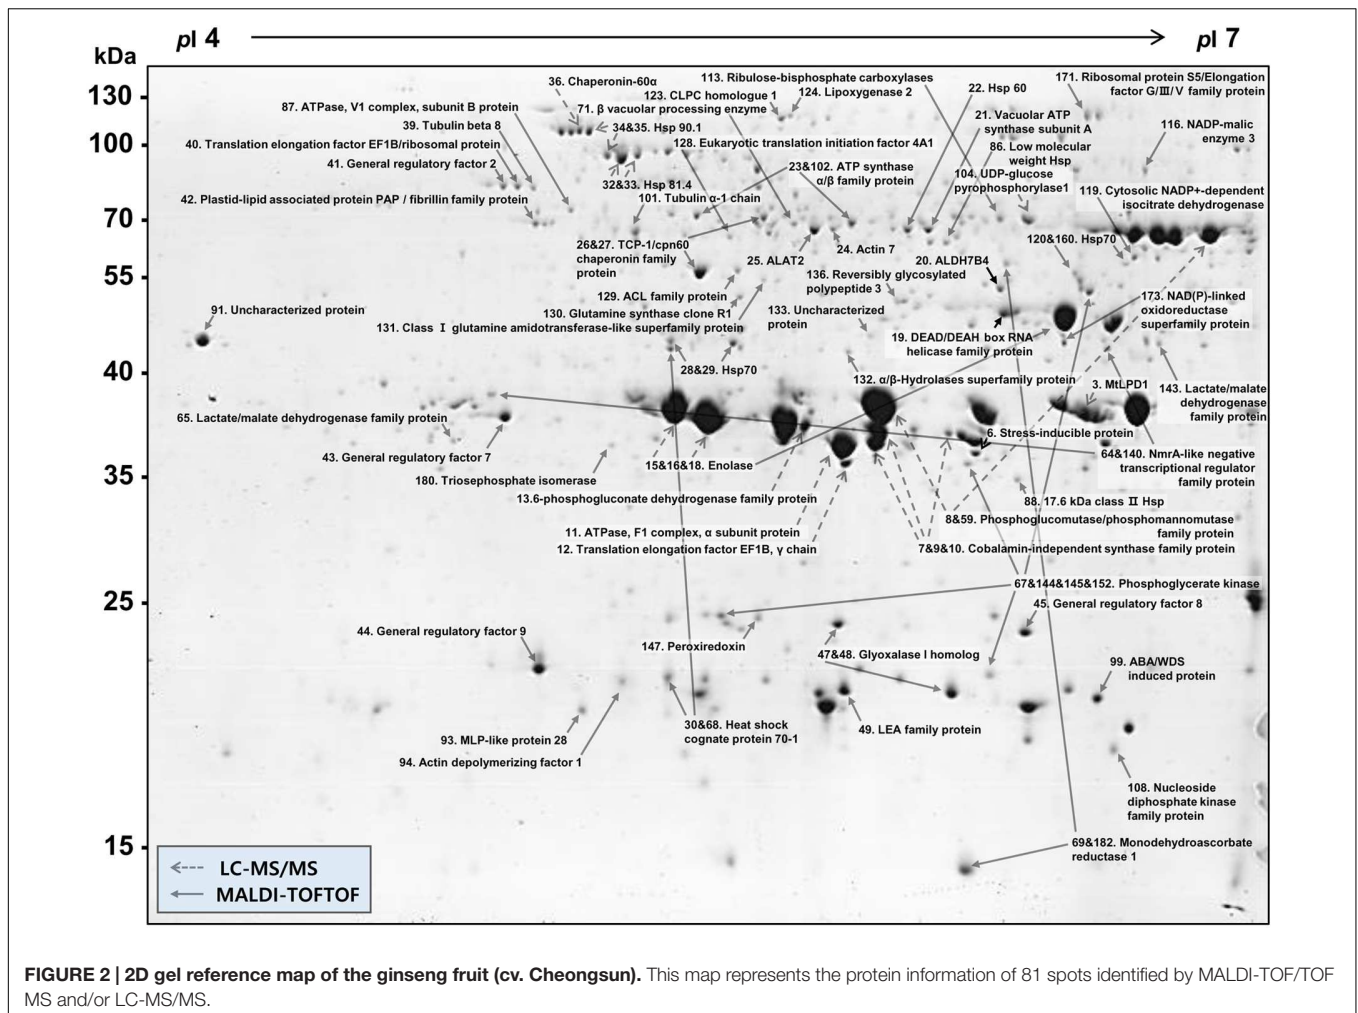 pI 4
pI 7
kDa
130
100
70
55
40
35
25
15
36. Chaperonin-60α
113. Ribulose-bisphosphate carboxylases
171. Ribosomal protein S5/Elongation
factor G/Ⅲ/Ⅴ family protein
87. ATPase, V1 complex, subunit B protein
123. CLPC homologue 1
124. Lipoxygenase 2
22. Hsp 60
71. β vacuolar processing enzyme
39. Tubulin beta 8
34&35. Hsp 90.1
21. Vacuolar ATP
synthase subunit A
116. NADP-malic
enzyme 3
40. Translation elongation factor EF1B/ribosomal protein
128. Eukaryotic translation initiation factor 4A1
86. Low molecular
weight Hsp
41. General regulatory factor 2
23&102. ATP synthase
α/β family protein
104. UDP-glucose
pyrophosphorylase1
32&33. Hsp 81.4
119. Cytosolic NADP+-dependent
isocitrate dehydrogenase
42. Plastid-lipid associated protein PAP / fibrillin family protein
101. Tubulin α-1 chain
26&27. TCP-1/cpn60
chaperonin family
protein
24. Actin 7
120&160. Hsp70
25. ALAT2
20. ALDH7B4
136. Reversibly glycosylated
polypeptide 3
129. ACL family protein
173. NAD(P)-linked
oxidoreductase
superfamily protein
91. Uncharacterized protein
130. Glutamine synthase clone R1
133. Uncharacterized
protein
131. Class Ⅰ glutamine amidotransferase-like superfamily protein
19. DEAD/DEAH box RNA
helicase family protein
28&29. Hsp70
132. α/β-Hydrolases superfamily protein
3. MtLPD1
143. Lactate/malate
dehydrogenase
family protein
65. Lactate/malate dehydrogenase family protein
6. Stress-inducible protein
43. General regulatory factor 7
15&16&18. Enolase
64&140. NmrA-like negative
transcriptional regulator
family protein
180. Triosephosphate isomerase
13.6-phosphogluconate dehydrogenase family protein
88. 17.6 kDa class Ⅱ Hsp
8&59. Phosphoglucomutase/phosphomannomutase
family protein
11. ATPase, F1 complex, α subunit protein
12. Translation elongation factor EF1B, γ chain
7&9&10. Cobalamin-independent synthase family protein
67&144&145&152. Phosphoglycerate kinase
45. General regulatory factor 8
44. General regulatory factor 9
147. Peroxiredoxin
47&48. Glyoxalase I homolog
99. ABA/WDS
induced protein
30&68. Heat shock
cognate protein 70-1
49. LEA family protein
93. MLP-like protein 28
94. Actin depolymerizing factor 1
108. Nucleoside
diphosphate kinase
family protein
69&182. Monodehydroascorbate
reductase 1
LC-MS/MS
MALDI-TOFTOF
FIGURE 2 | 2D gel reference map of the ginseng fruit (cv. Cheongsun). This map represents the protein information of 81 spots identified by MALDI-TOF/TOF
MS and/or LC-MS/MS.